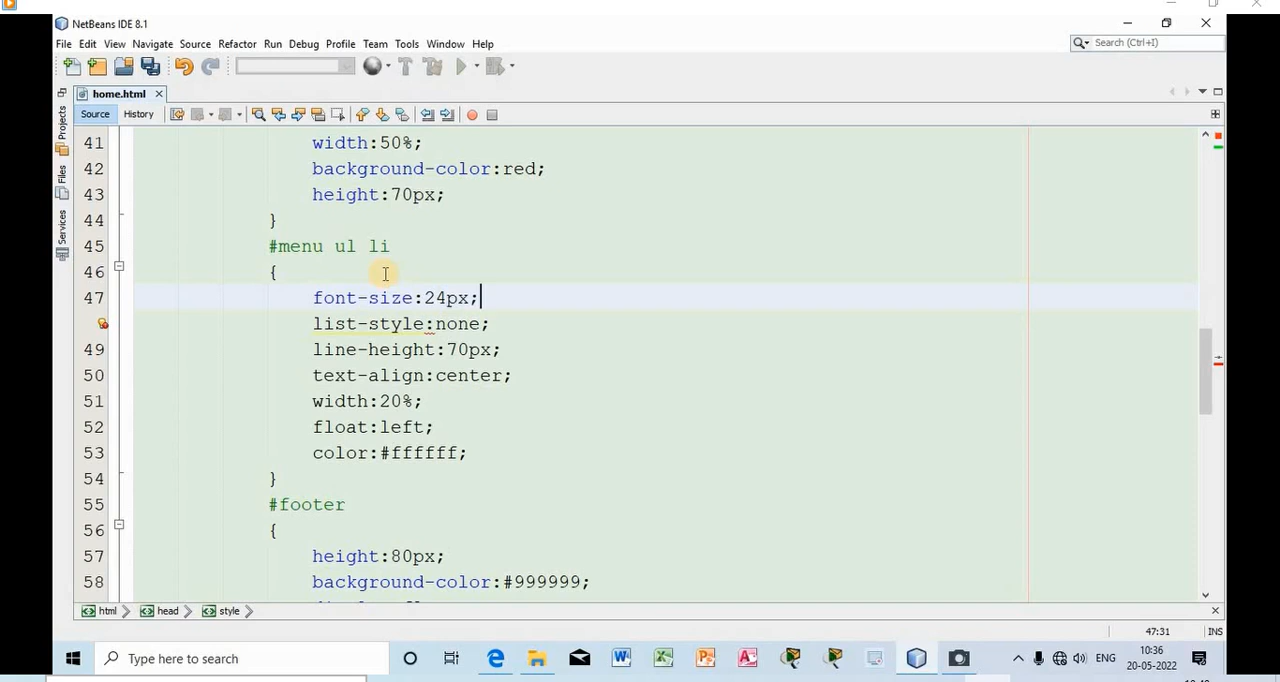 NetBeans IDE 8.1
File Edit View Navigate Source Refactor Run Debug Profile Team Tools Window Help
Search (Ctrl+I)
home.html
Source History
Projects
Files
Services
41 width:50%;
42 background-color:red;
43 height:70px;
44 }
45 #menu ul li
46 {
47 font-size:24px;
list-style:none;
49 line-height:70px;
50 text-align:center;
51 width:20%;
52 float:left;
53 color:#ffffff;
54 }
55 #footer
56 {
57 height:80px;
58 background-color:#999999;
html head style
47:31 INS
Type here to search
ENG
10:36
20-05-2022